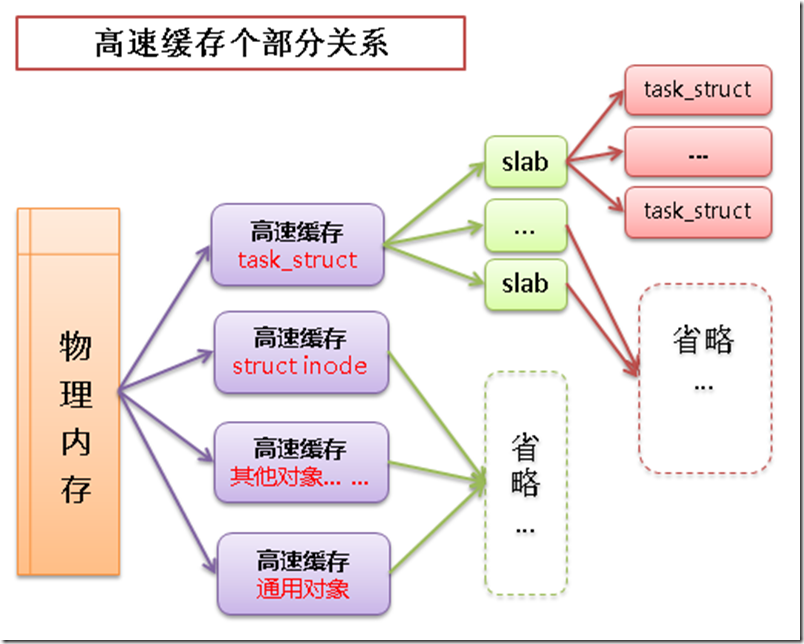 高速缓存个部分关系
物
理
内
存
高速缓存
task_struct
高速缓存
struct inode
高速缓存
其他对象... ...
高速缓存
通用对象
slab
...
slab
省
略
...
task_struct
...
task_struct
省略
...